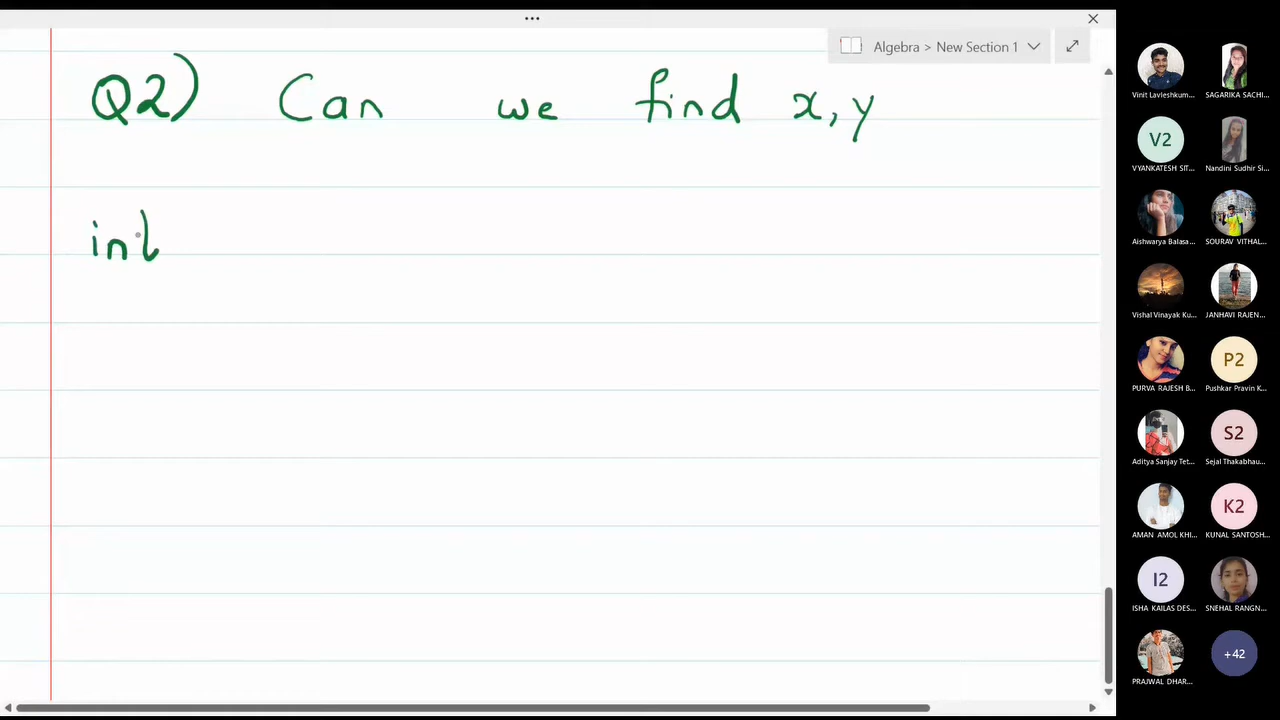 Algebra > New Section 1
Q2) Can we find x, y
int
Vinit Lavleshkum...
SAGARIKA SACHI...
V2
VYANKATESH SIT...
Nandini Sudhir Si...
Aishwarya Balasa...
SOURAV VITHAL...
Vishal Vinayak Ku...
JANHAVI RAJEN...
PURVA RAJESH B...
P2
Pushkar Pravin K...
Aditya Sanjay Tet...
S2
Sejal Thakabhau...
AMAN AMOL KHI...
K2
KUNAL SANTOSH...
I2
ISHA KAILAS DES...
SNEHAL RANGN...
PRAJWAL DHAR...
+42